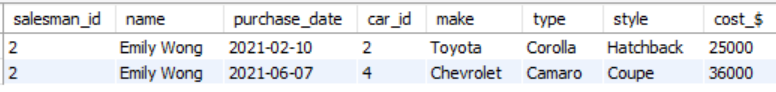 salesman_id name purchase_date car_id make type style cost_$
2 Emily Wong 2021-02-10 2 Toyota Corolla Hatchback 25000
2 Emily Wong 2021-06-07 4 Chevrolet Camaro Coupe 36000